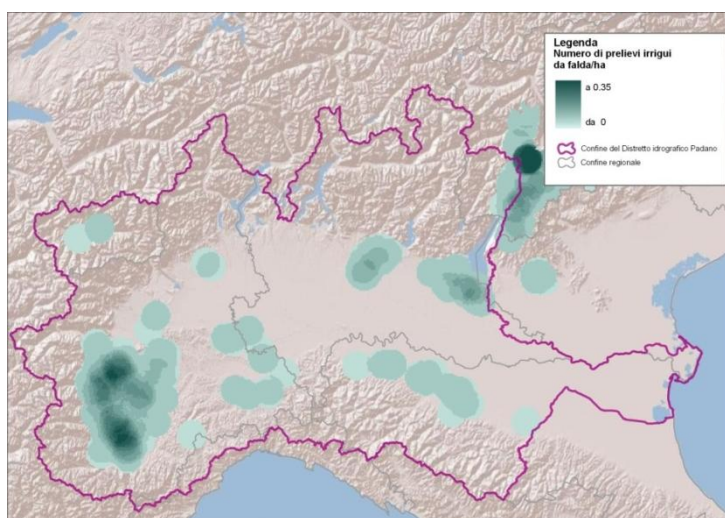 Legenda
Numero di prelievi irrigui
da falda/ha
a 0.35
da 0
Confine del Distretto idrografico Padano
Confine regionale